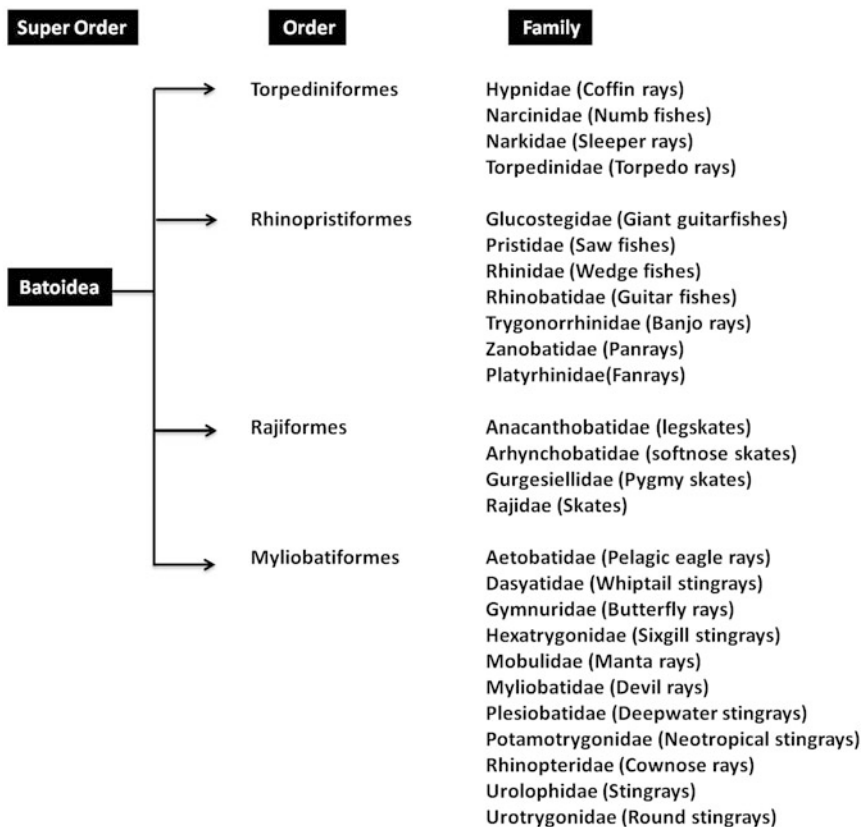 Super Order Order Family
Torpediniformes Hypnidae (Coffin rays)
Narcinidae (Numb fishes)
Narkidae (Sleeper rays)
Torpedinidae (Torpedo rays)
Rhinopristiformes Glucostegidae (Giant guitarfishes)
Pristidae (Saw fishes)
Rhinidae (Wedge fishes)
Batoidea
Rhinobatidae (Guitar fishes)
Trygonorrhinidae (Banjo rays)
Zanobatidae (Panrays)
Platyrhinidae(Fanrays)
Rajiformes Anacanthobatidae (legskates)
Arhynchobatidae (softnose skates)
Gurgesiellidae (Pygmy skates)
Rajidae (Skates)
Myliobatiformes Aetobatidae (Pelagic eagle rays)
Dasyatidae (Whiptail stingrays)
Gymnuridae (Butterfly rays)
Hexatrygonidae (Sixgill stingrays)
Mobulidae (Manta rays)
Myliobatidae (Devil rays)
Plesiobatidae (Deepwater stingrays)
Potamotrygonidae (Neotropical stingrays)
Rhinopteridae (Cownose rays)
Urolophidae (Stingrays)
Urotrygonidae (Round stingrays)